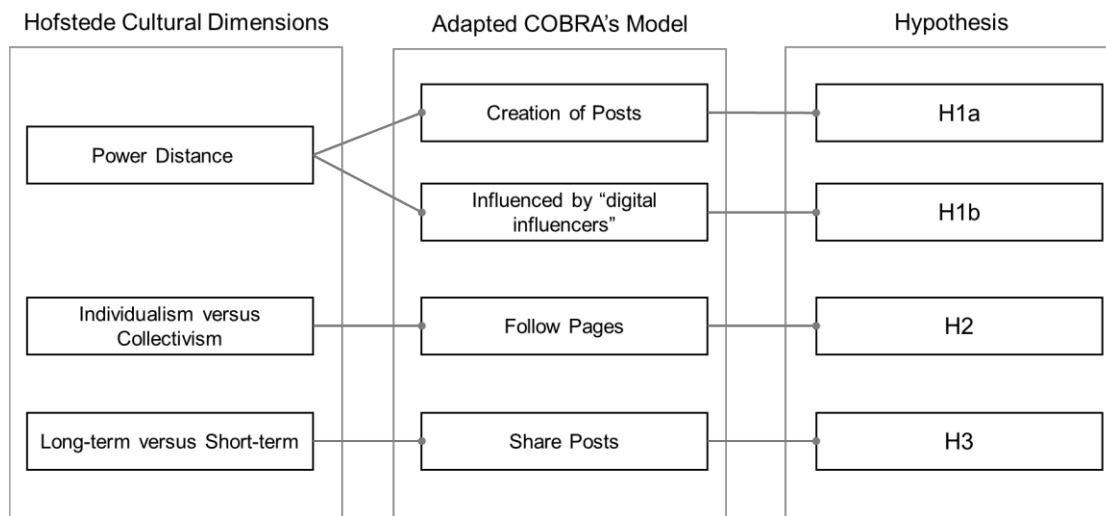 Hofstede Cultural Dimensions
Adapted COBRA's Model
Hypothesis
Power Distance
Creation of Posts
H1a
Influenced by “digital
influencers”
H1b
Individualism versus
Collectivism
Follow Pages
H2
Long-term versus Short-term
Share Posts
H3